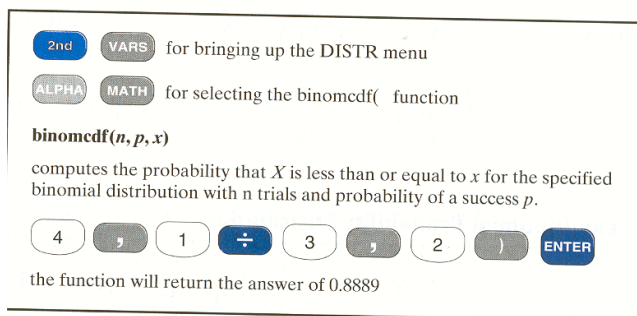 2nd VARS for bringing up the DISTR menu
ALPHA MATH for selecting the binomcdf( function
binomcdf(n, p, x)
computes the probability that X is less than or equal to x for the specified
binomial distribution with n trials and probability of a success p.
4 , 1 ÷ 3 , 2 ) ENTER
the function will return the answer of 0.8889